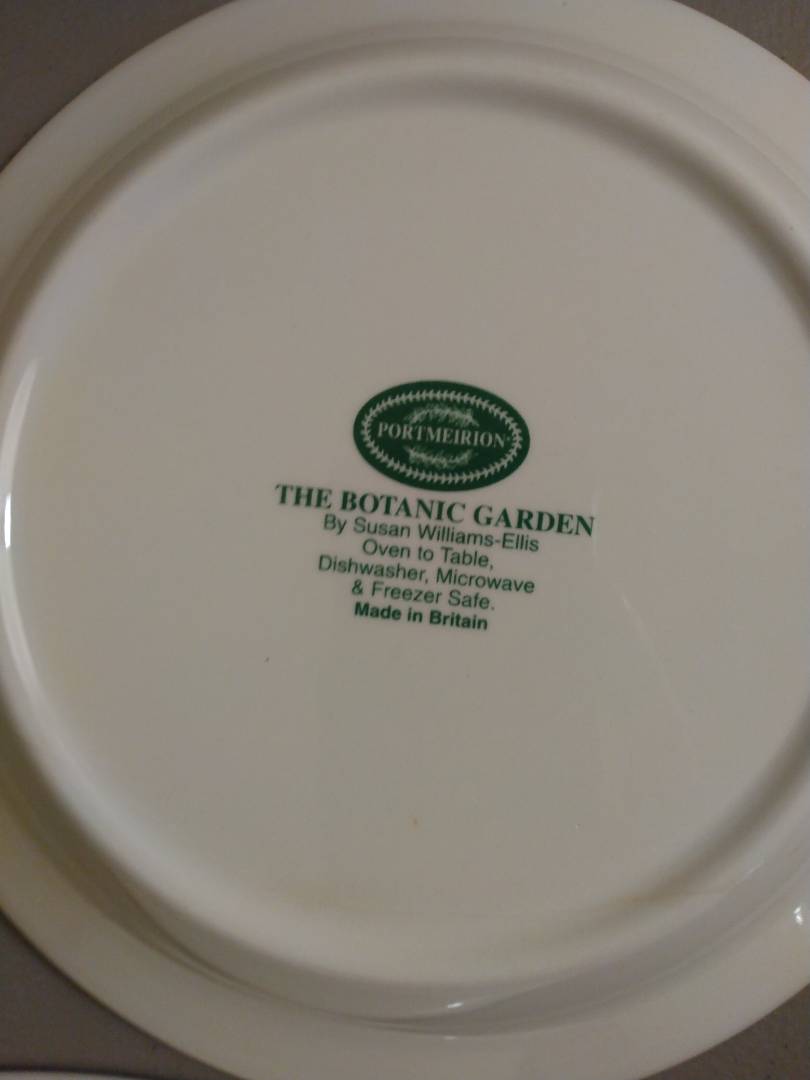 PORTMEIRION
THE BOTANIC GARDEN
By Susan Williams-Ellis
Oven to Table,
Dishwasher, Microwave
& Freezer Safe.
Made in Britain